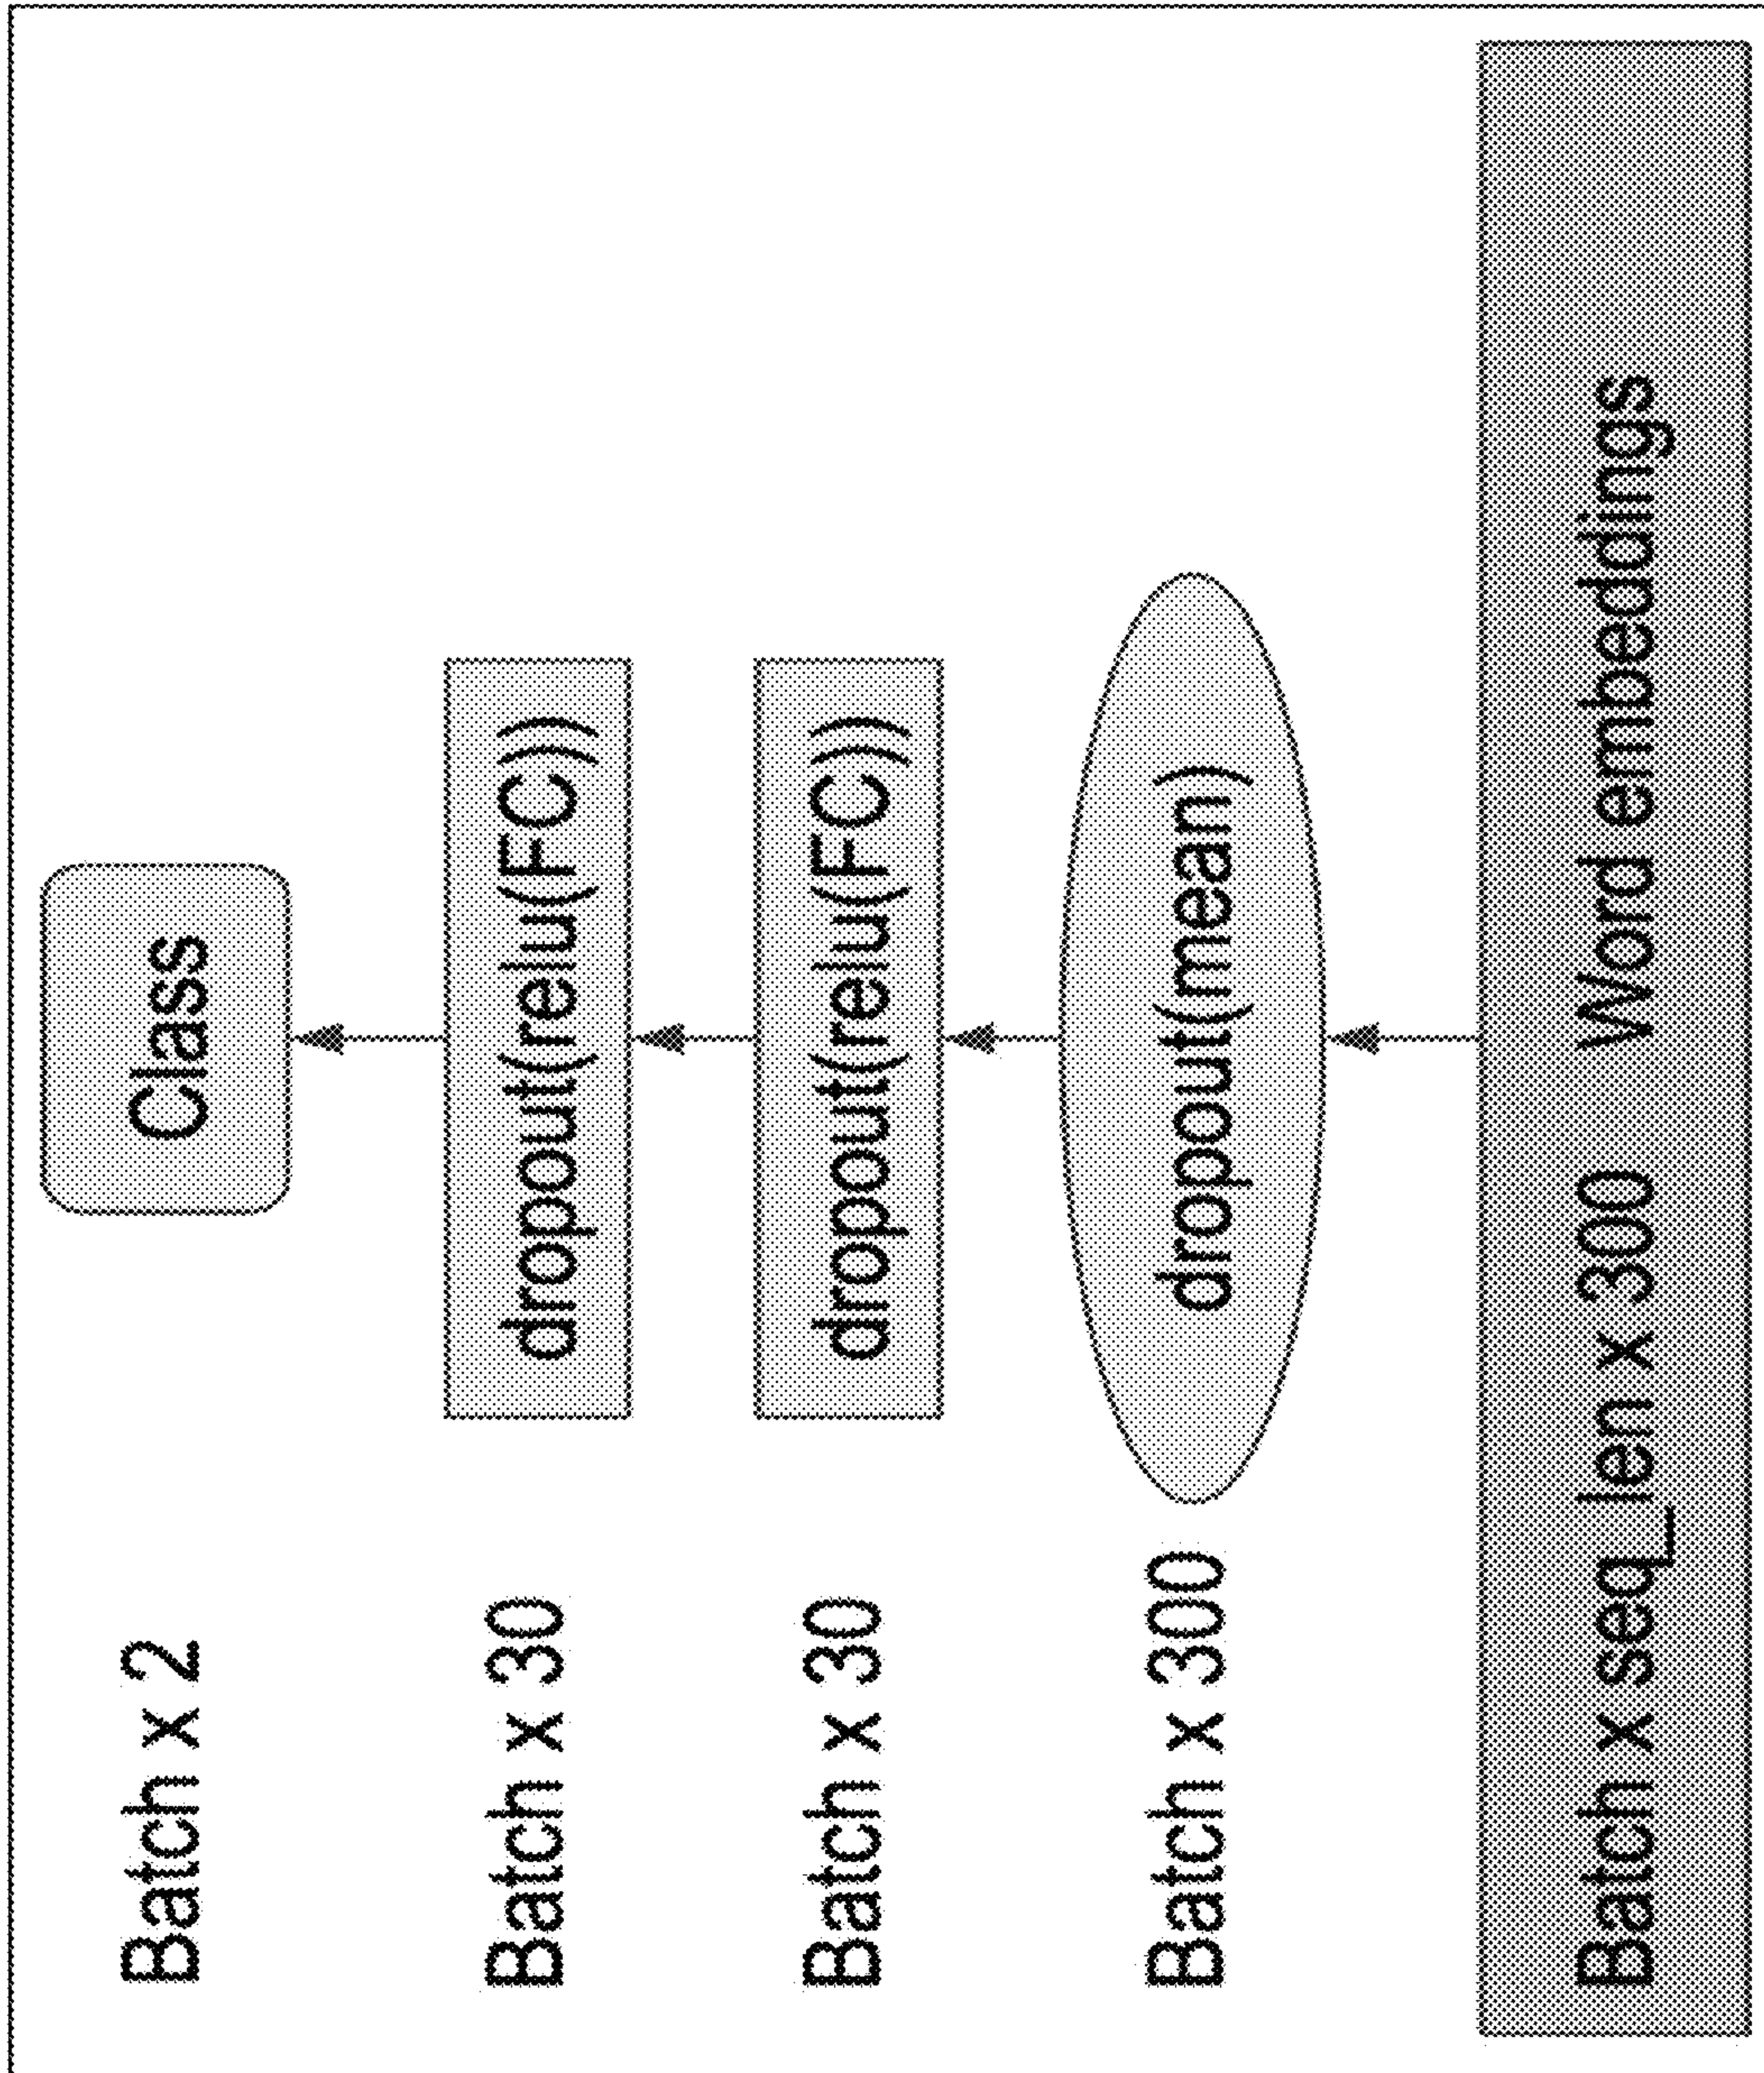 Batch x 2
Class
Batch x 30
dropout(relu(FC))
Batch x 30
dropout(relu(FC))
Batch x 300
dropout(mean)
Batch x seq_len x 300 Word embeddings